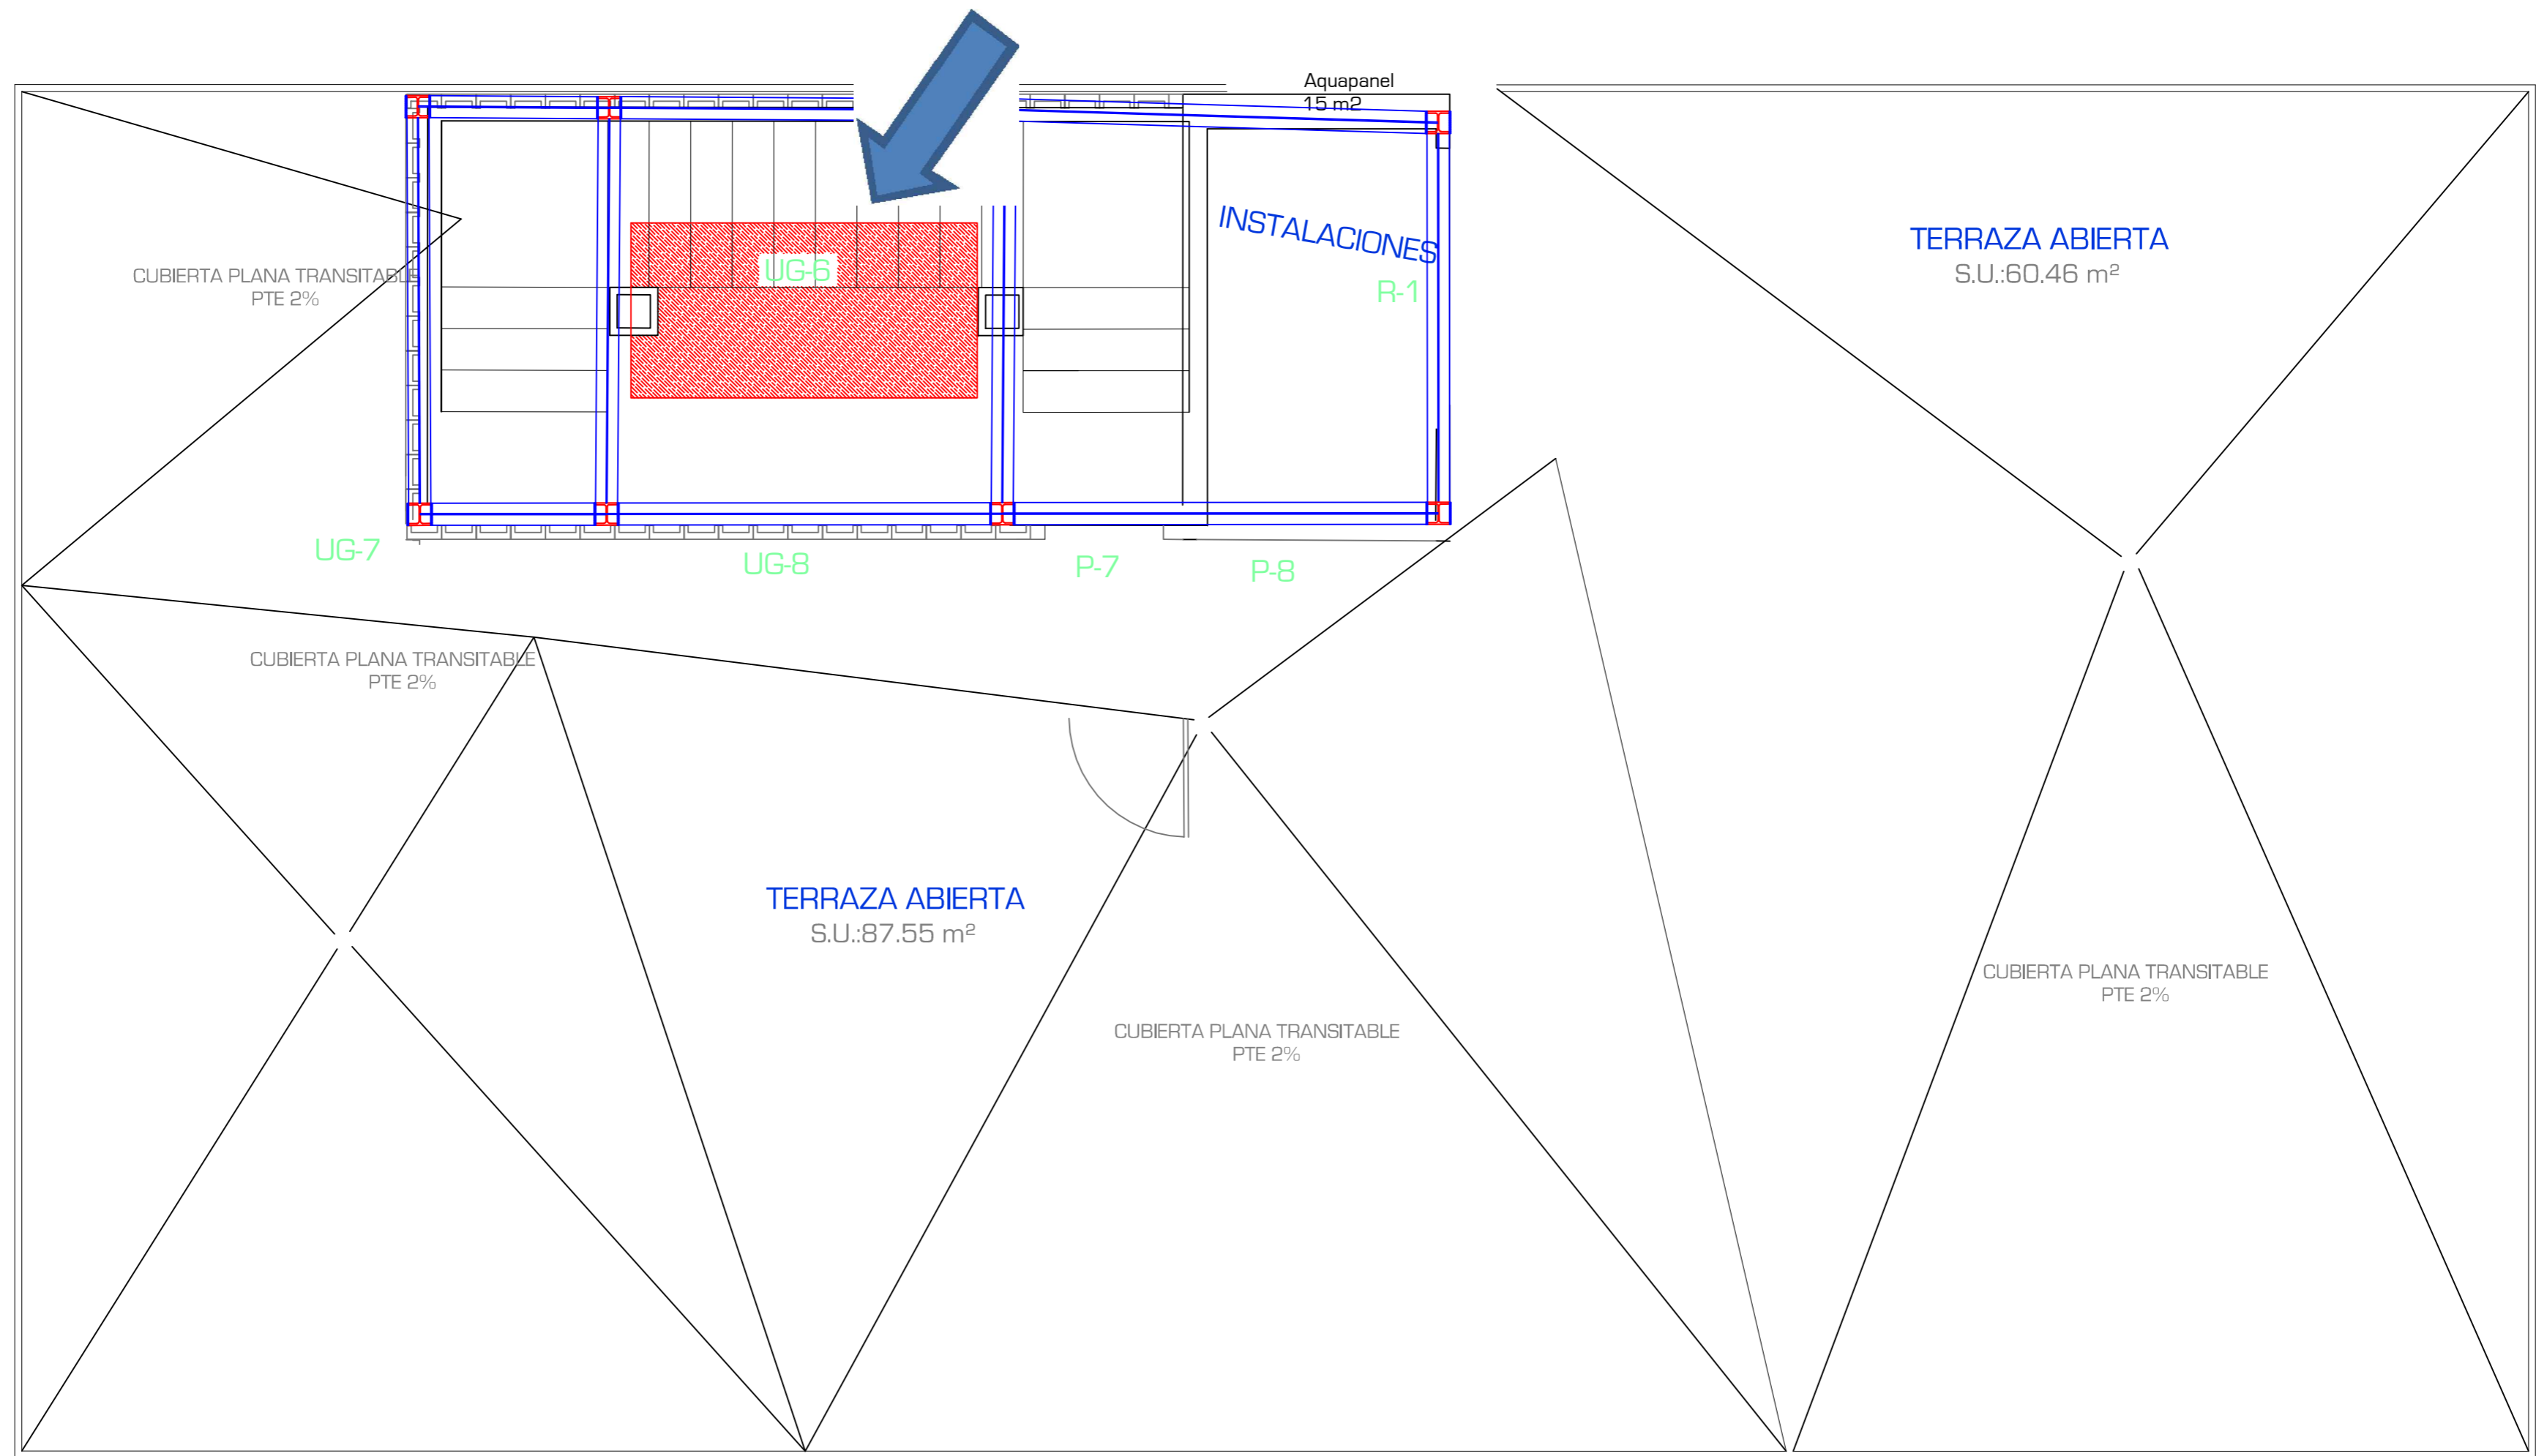 Aquapanel
15 m2
INSTALACIONES
TERRAZA ABIERTA
S.U.:60.46 m²
CUBIERTA PLANA TRANSITABLE
PTE 2%
UG-6
R-1
UG-7
UG-8
P-7
P-8
CUBIERTA PLANA TRANSITABLE
PTE 2%
TERRAZA ABIERTA
S.U.:87.55 m²
CUBIERTA PLANA TRANSITABLE
PTE 2%
CUBIERTA PLANA TRANSITABLE
PTE 2%